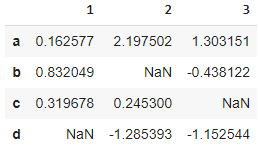 1 2 3
a 0.162577 2.197502 1.303151
b 0.832049 NaN -0.438122
c 0.319678 0.245300 NaN
d NaN -1.285393 -1.152544